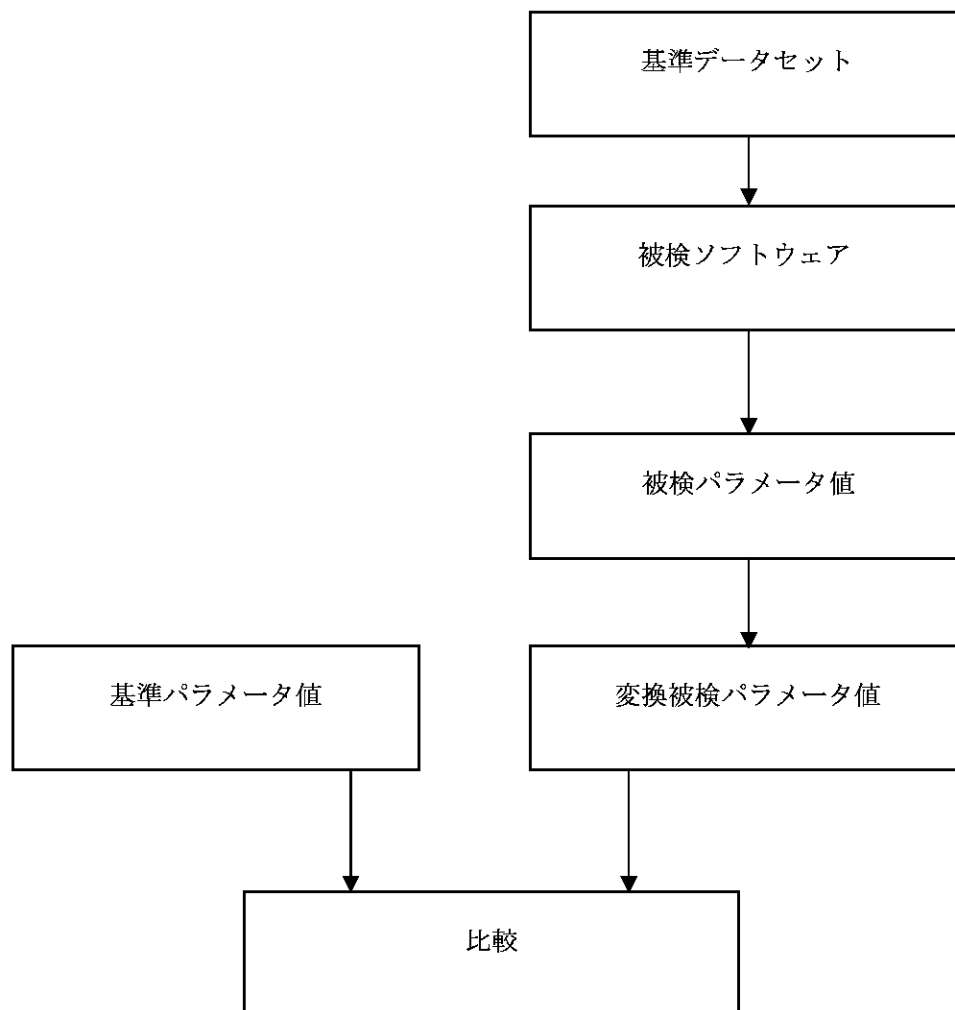 基準データセット
被検ソフトウェア
被検パラメータ値
基準パラメータ値
変換被検パラメータ値
比較